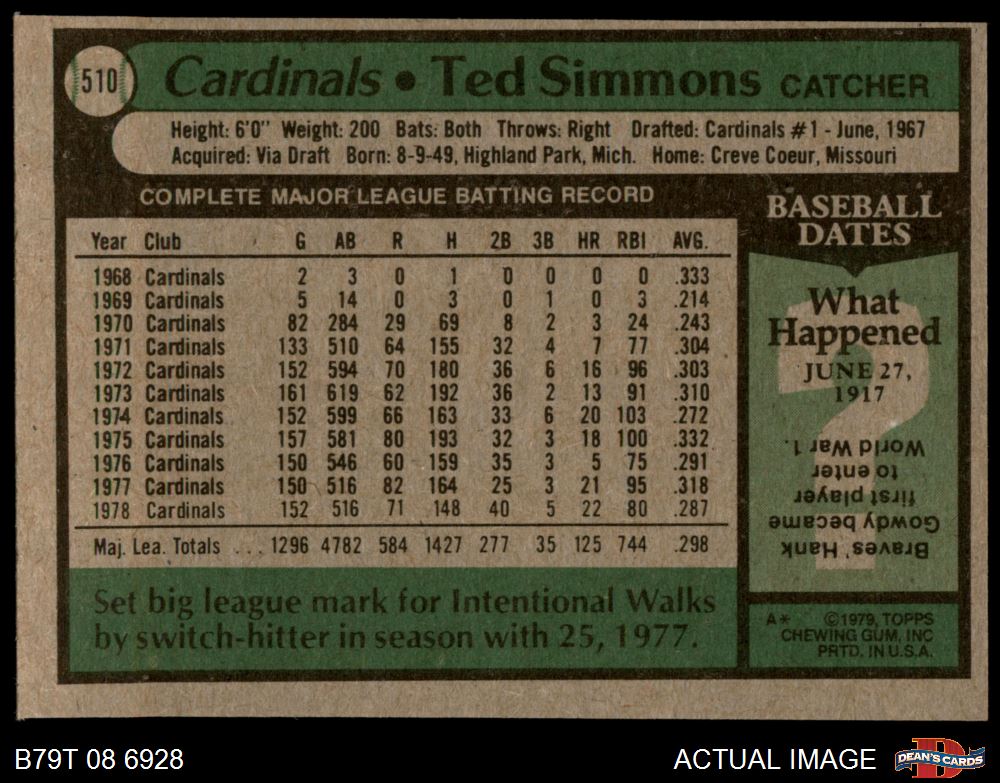 510
Cardinals • Ted Simmons CATCHER
Height: 6'0" Weight: 200 Bats: Both Throws: Right Drafted: Cardinals #1 - June, 1967
Acquired: Via Draft Born: 8-9-49, Highland Park, Mich. Home: Creve Coeur, Missouri
COMPLETE MAJOR LEAGUE BATTING RECORD
Year Club G AB R H 2B 3B HR RBI AVG.
1968 Cardinals 2 3 0 1 0 0 0 0 .333
1969 Cardinals 5 14 0 3 0 1 0 3 .214
1970 Cardinals 82 284 29 69 8 2 3 24 .243
1971 Cardinals 133 510 64 155 32 4 7 77 .304
1972 Cardinals 152 594 70 180 36 6 16 96 .303
1973 Cardinals 161 619 62 192 36 2 13 91 .310
1974 Cardinals 152 599 66 163 33 6 20 103 .272
1975 Cardinals 157 581 80 193 32 3 18 100 .332
1976 Cardinals 150 546 60 159 35 3 5 75 .291
1977 Cardinals 150 516 82 164 25 3 21 95 .318
1978 Cardinals 152 516 71 148 40 5 22 80 .287
Maj. Lea. Totals ... 1296 4782 584 1427 277 35 125 744 .298
Set big league mark for Intentional Walks
by switch-hitter in season with 25, 1977.
BASEBALL
DATES
What
Happened
JUNE 27,
1917
?
Braves' Hank
Gowdy became
first player
to enter
World War 1.
A* ©1979, TOPPS
CHEWING GUM, INC
PRTD. IN U.S.A.
B79T 08 6928
ACTUAL IMAGE
D
DEAN'S CARDS